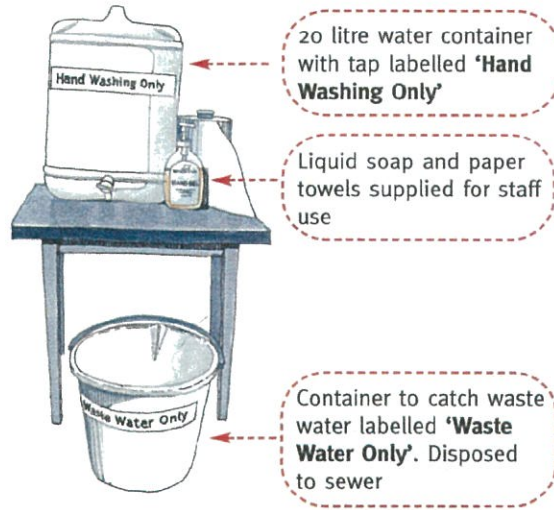 20 litre water container
with tap labelled 'Hand
Washing Only'
Hand Washing Only
Liquid soap and paper
towels supplied for staff
use
Waste Water Only
Container to catch waste
water labelled 'Waste
Water Only'. Disposed
to sewer